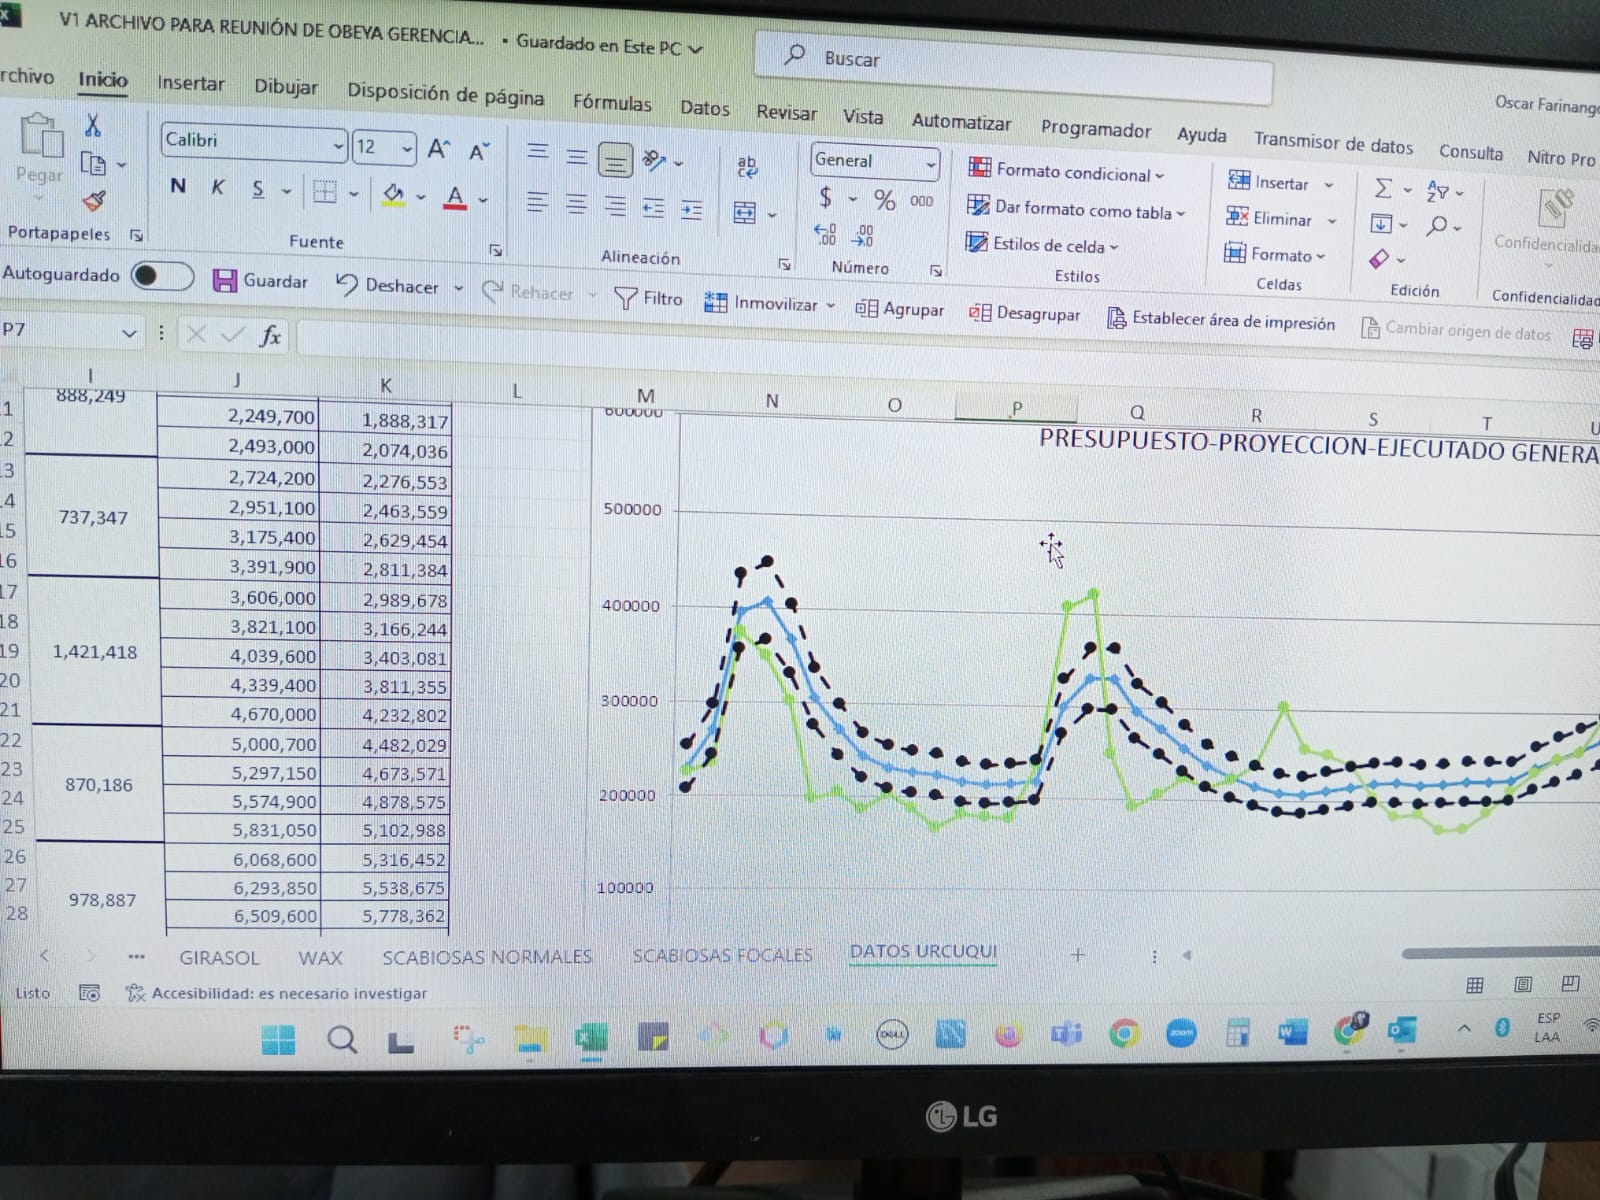 V1 ARCHIVO PARA REUNIÓN DE OBEYA GERENCIA... • Guardado en Este PC
Buscar
Oscar Farinang
rchivo Inicio Insertar Dibujar Disposición de página Fórmulas Datos Revisar Vista Automatizar Programador Ayuda Transmisor de datos Consulta Nitro Pro
Pegar
Portapapeles
Calibri 12
N K S
Fuente
Alineación
General
$ % 000
Número
Formato condicional
Dar formato como tabla
Estilos de celda
Estilos
Insertar
Eliminar
Formato
Celdas
Edición
Confidencialida
Confidencialidad
Autoguardado Guardar Deshacer Rehacer Filtro Inmovilizar Agrupar Desagrupar Establecer área de impresión Cambiar origen de datos
P7 fx
I J K L M N O P Q R S T U
1 888,249 2,249,700 1,888,317
2 2,493,000 2,074,036
3 2,724,200 2,276,553
4 737,347 2,951,100 2,463,559
15 3,175,400 2,629,454
16 3,391,900 2,811,384
17 3,606,000 2,989,678
18 3,821,100 3,166,244
19 1,421,418 4,039,600 3,403,081
20 4,339,400 3,811,355
21 4,670,000 4,232,802
22 5,000,700 4,482,029
23 5,297,150 4,673,571
24 870,186 5,574,900 4,878,575
25 5,831,050 5,102,988
26 6,068,600 5,316,452
27 978,887 6,293,850 5,538,675
28 6,509,600 5,778,362
PRESUPUESTO-PROYECCION-EJECUTADO GENERA
600000
500000
400000
300000
200000
100000
GIRASOL WAX SCABIOSAS NORMALES SCABIOSAS FOCALES DATOS URCUQUI
Listo Accesibilidad: es necesario investigar
DELL
zoom
ESP
LAA
LG